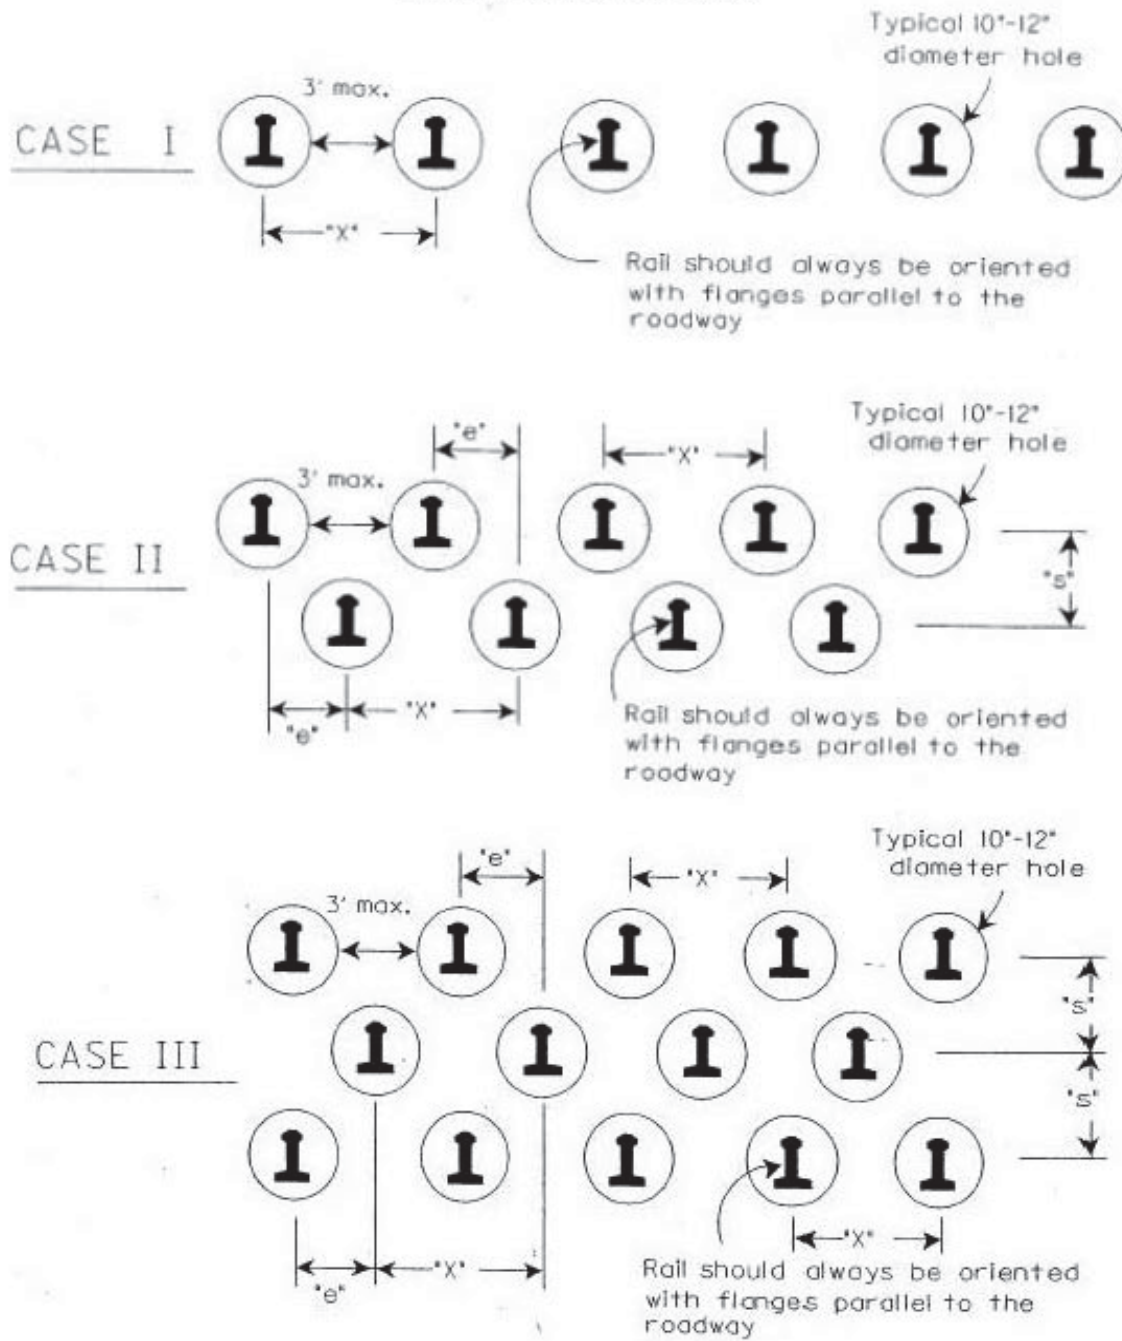 Typical 10"-12"
diameter hole
3' max.
CASE I
"X"
Rail should always be oriented
with flanges parallel to the
roadway
Typical 10"-12"
diameter hole
"e"
"X"
3' max.
CASE II
"s"
"X"
"e"
Rail should always be oriented
with flanges parallel to the
roadway
Typical 10"-12"
diameter hole
"e"
"X"
3' max.
"s"
CASE III
"s"
"X"
"X"
"e"
Rail should always be oriented
with flanges parallel to the
roadway